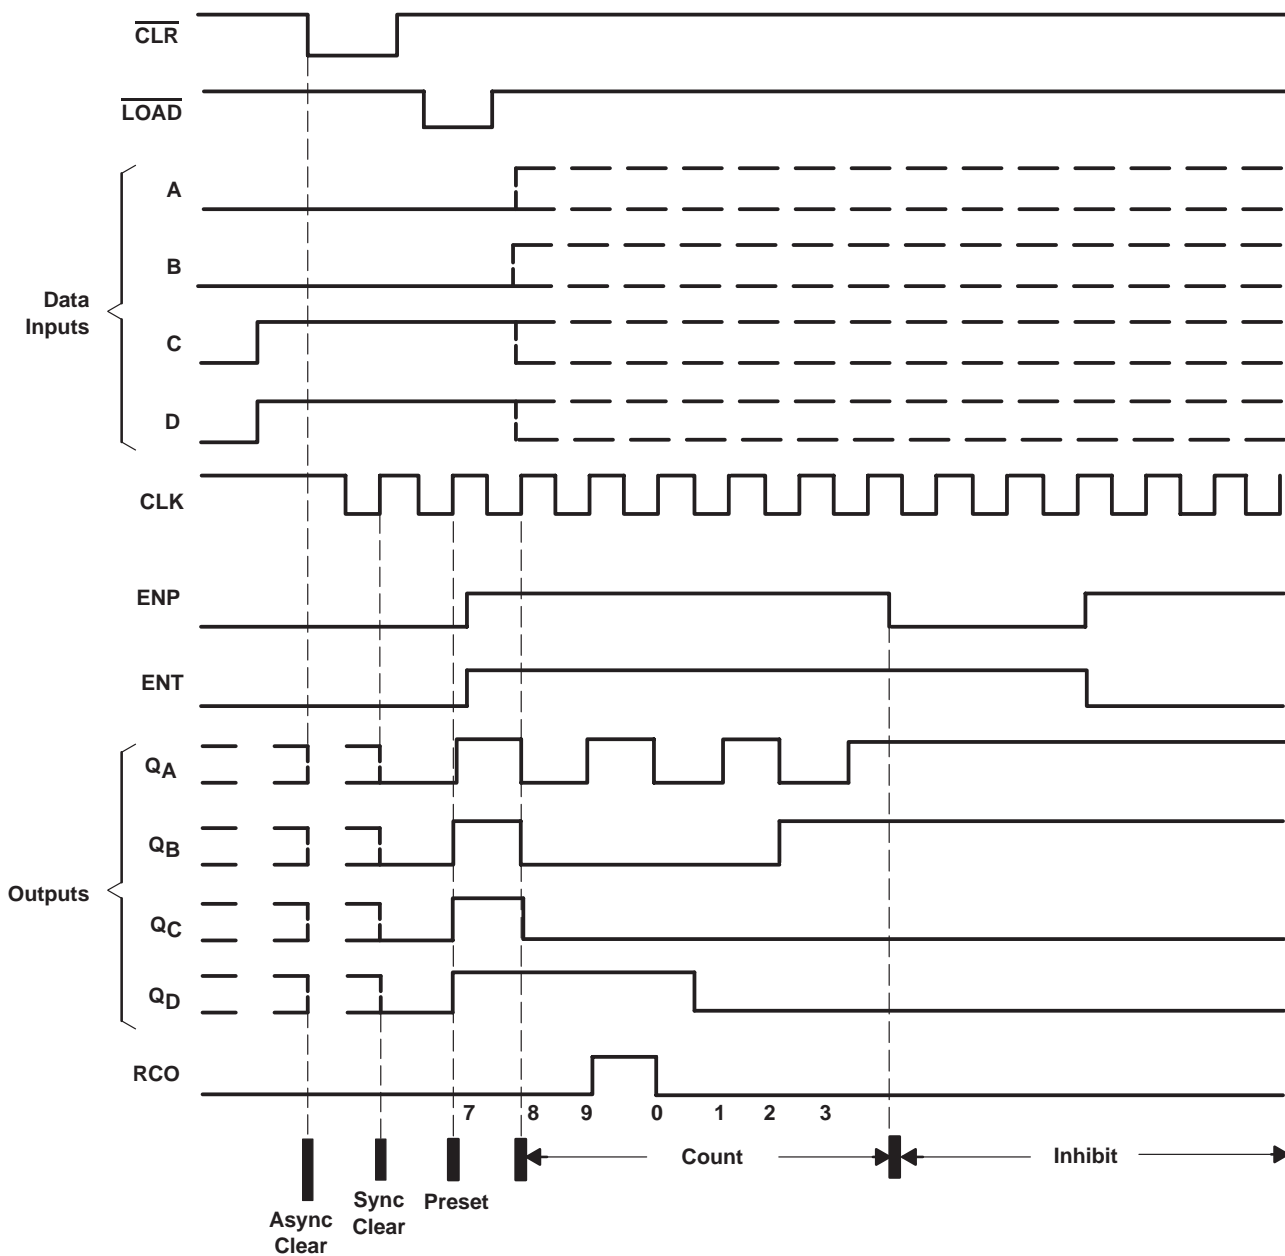 CLR
LOAD
A
B
Data
Inputs
C
D
CLK
ENP
ENT
QA
QB
Outputs
QC
QD
RCO
7 8 9 0 1 2 3
Count
Inhibit
Sync
Clear
Preset
Async
Clear